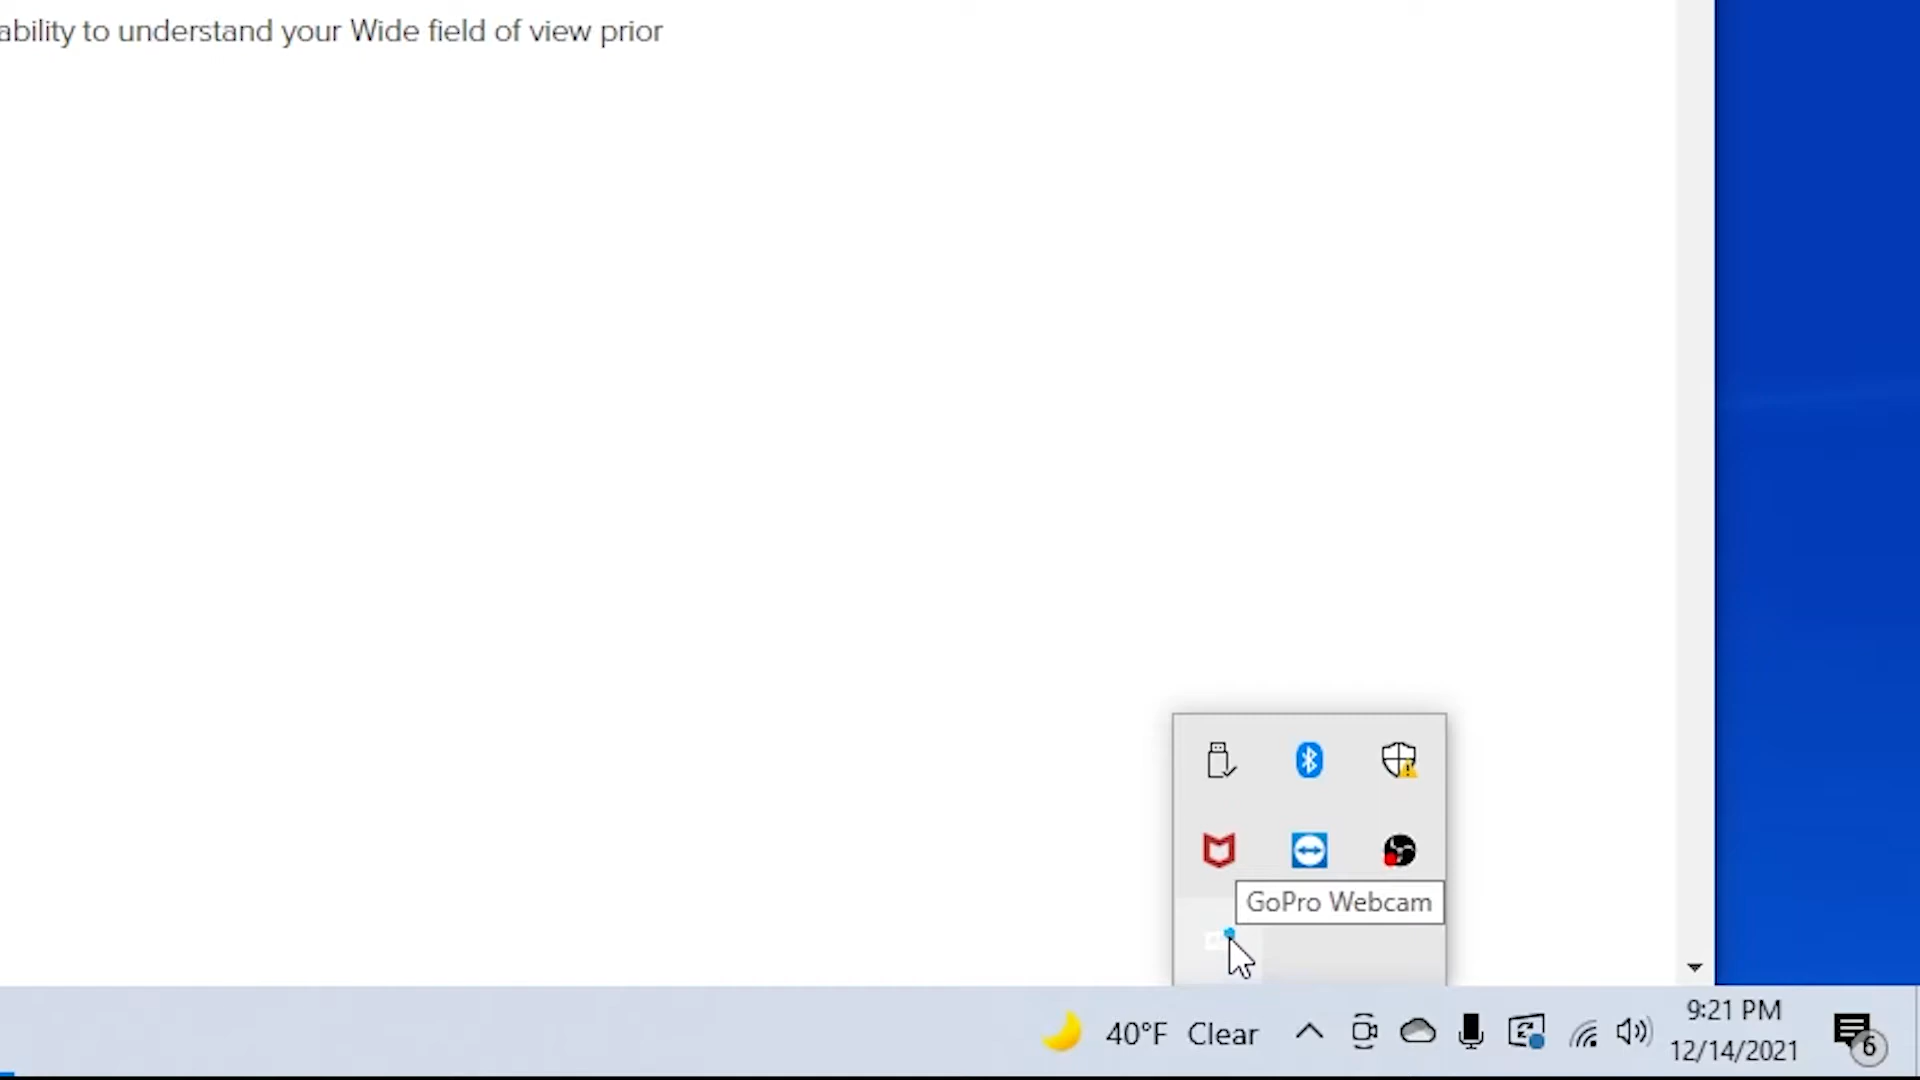 ability to understand your Wide field of view prior
GoPro Webcam
40°F Clear
9:21 PM
12/14/2021
6